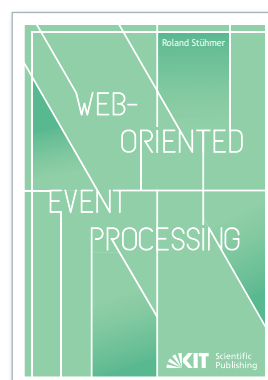 Roland Stühmer
WEB-
ORIENTED
EVENT
PROCESSING
KIT Scientific
Publishing